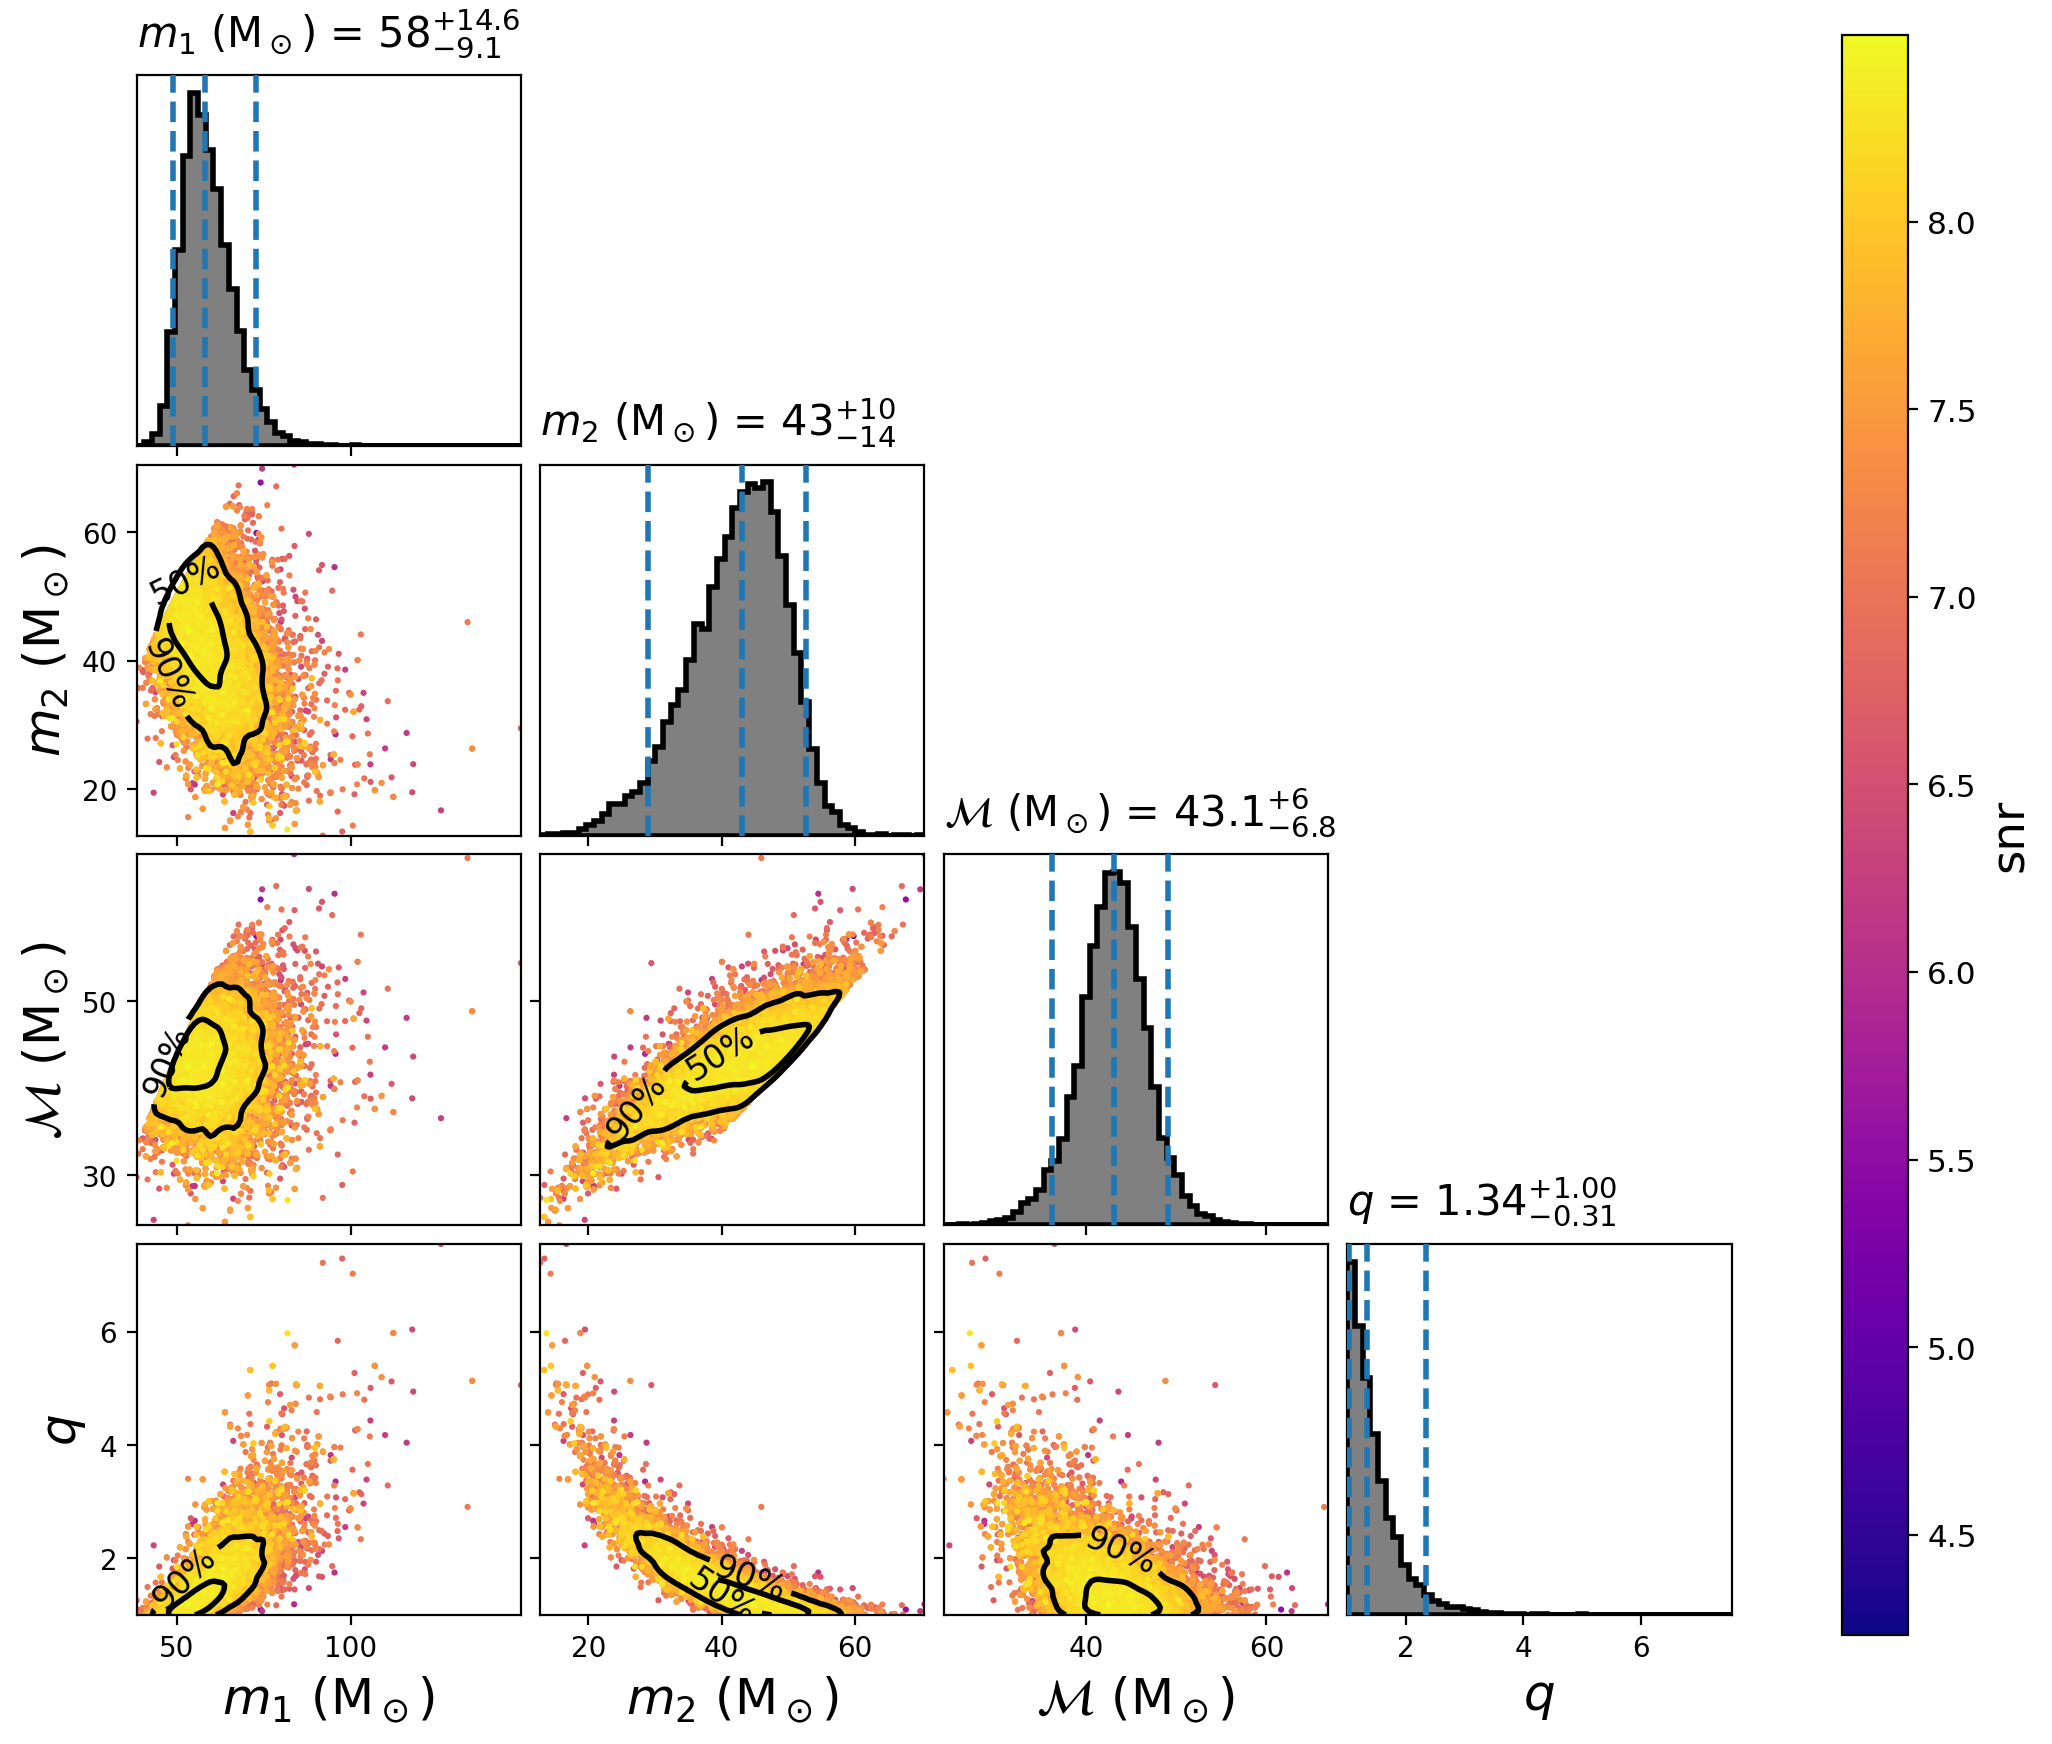 m₁ (M⊙) = 58 +14.6 −9.1
m₂ (M⊙) = 43 +10 −14
60
40
20
m₂ (M⊙)
50%
90%
ℳ (M⊙) = 43.1 +6 −6.8
50
30
ℳ (M⊙)
90%
50%
90%
q = 1.34 +1.00 −0.31
6
4
2
q
90%
90%
50%
90%
50 100
20 40 60
40 60
2 4 6
m₁ (M⊙)
m₂ (M⊙)
ℳ (M⊙)
q
8.0
7.5
7.0
6.5
6.0
5.5
5.0
4.5
snr